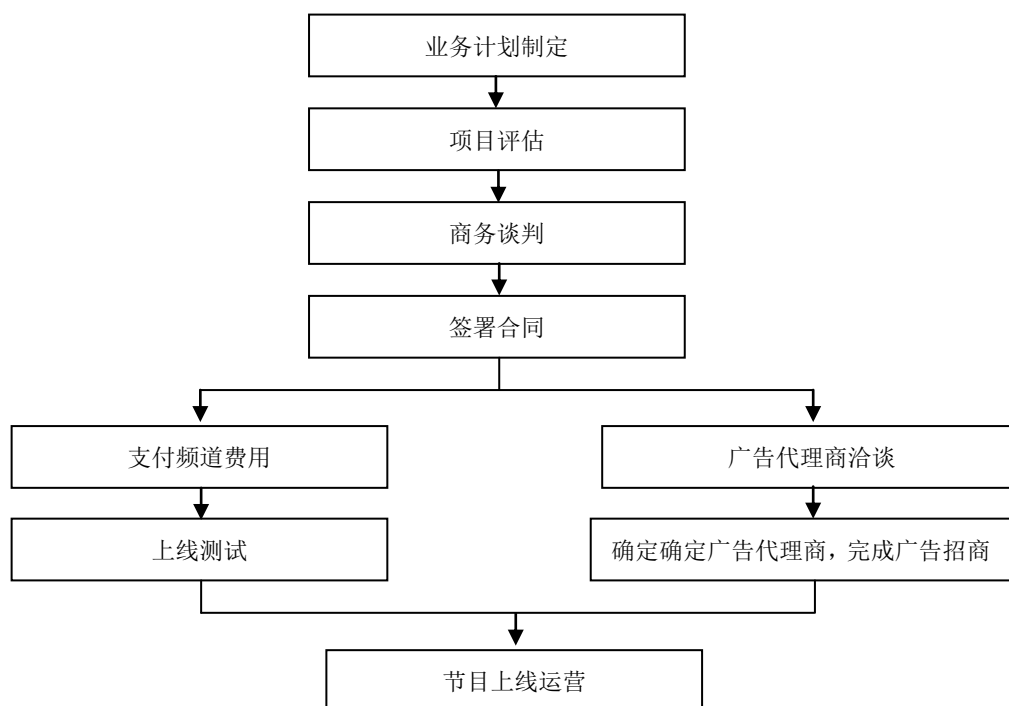 业务计划制定
项目评估
商务谈判
签署合同
支付频道费用
广告代理商洽谈
上线测试
确定确定广告代理商，完成广告招商
节目上线运营